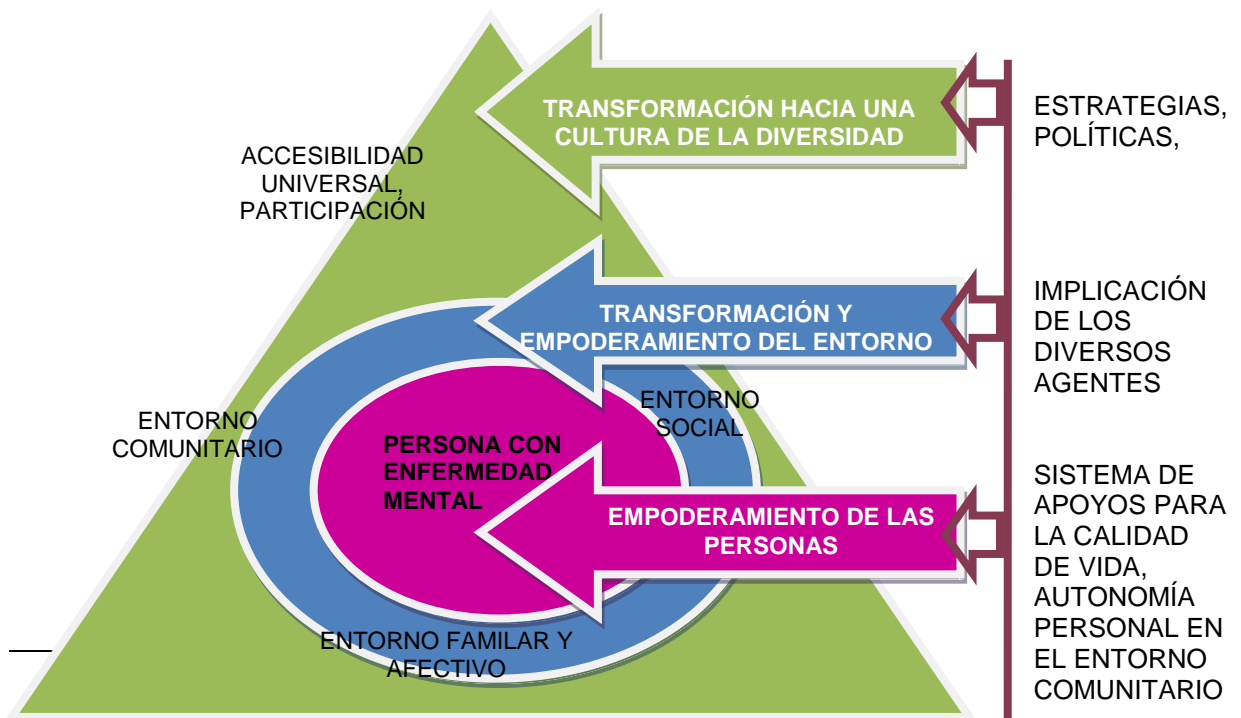 TRANSFORMACIÓN HACIA UNA
CULTURA DE LA DIVERSIDAD
ESTRATEGIAS,
POLÍTICAS,
ACCESIBILIDAD
UNIVERSAL,
PARTICIPACIÓN
TRANSFORMACIÓN Y
EMPODERAMIENTO DEL ENTORNO
IMPLICACIÓN
DE LOS
DIVERSOS
AGENTES
ENTORNO
COMUNITARIO
ENTORNO
SOCIAL
PERSONA CON
ENFERMEDAD
MENTAL
EMPODERAMIENTO DE LAS
PERSONAS
SISTEMA DE
APOYOS PARA
LA CALIDAD
DE VIDA,
AUTONOMÍA
PERSONAL EN
EL ENTORNO
COMUNITARIO
ENTORNO FAMILAR Y
AFECTIVO